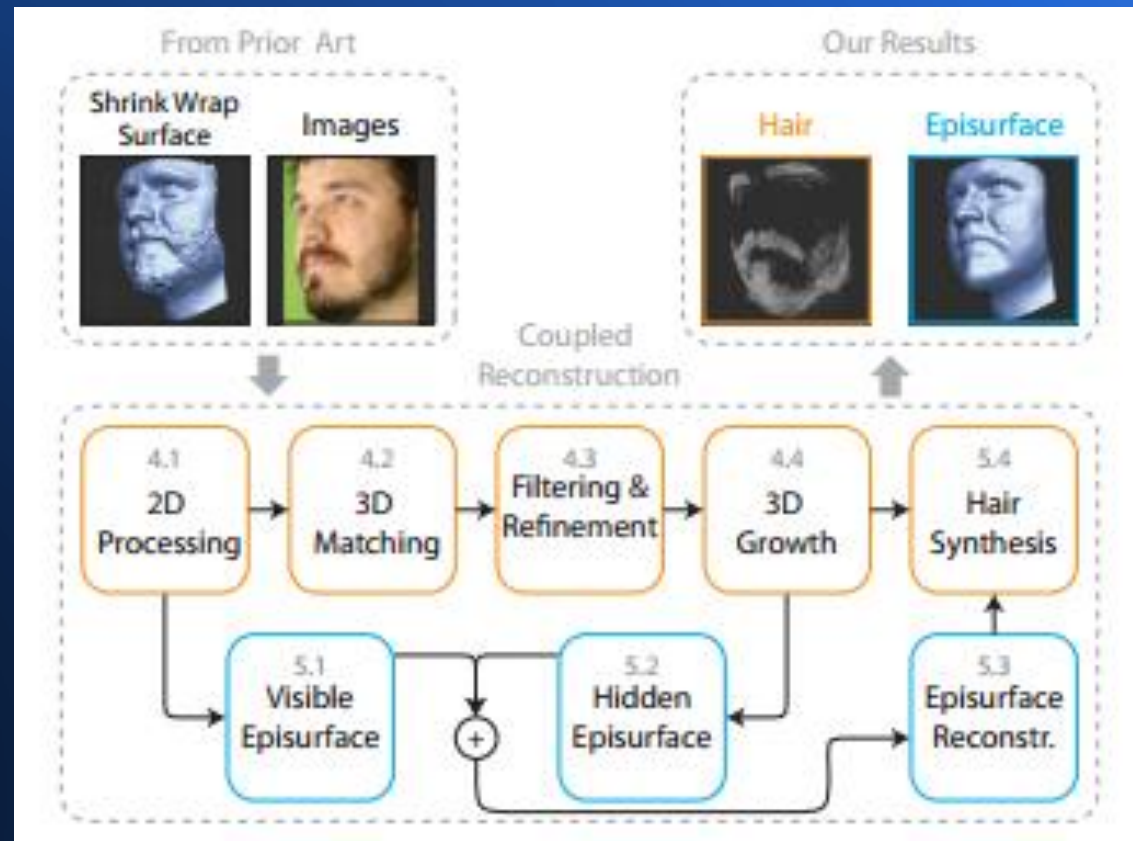 From Prior Art
Our Results
Shrink Wrap
Surface
Images
Hair
Episurface
Coupled
Reconstruction
4.1
2D
Processing
4.2
3D
Matching
4.3
Filtering &
Refinement
4.4
3D
Growth
5.4
Hair
Synthesis
5.1
Visible
Episurface
+
5.2
Hidden
Episurface
5.3
Episurface
Reconstr.